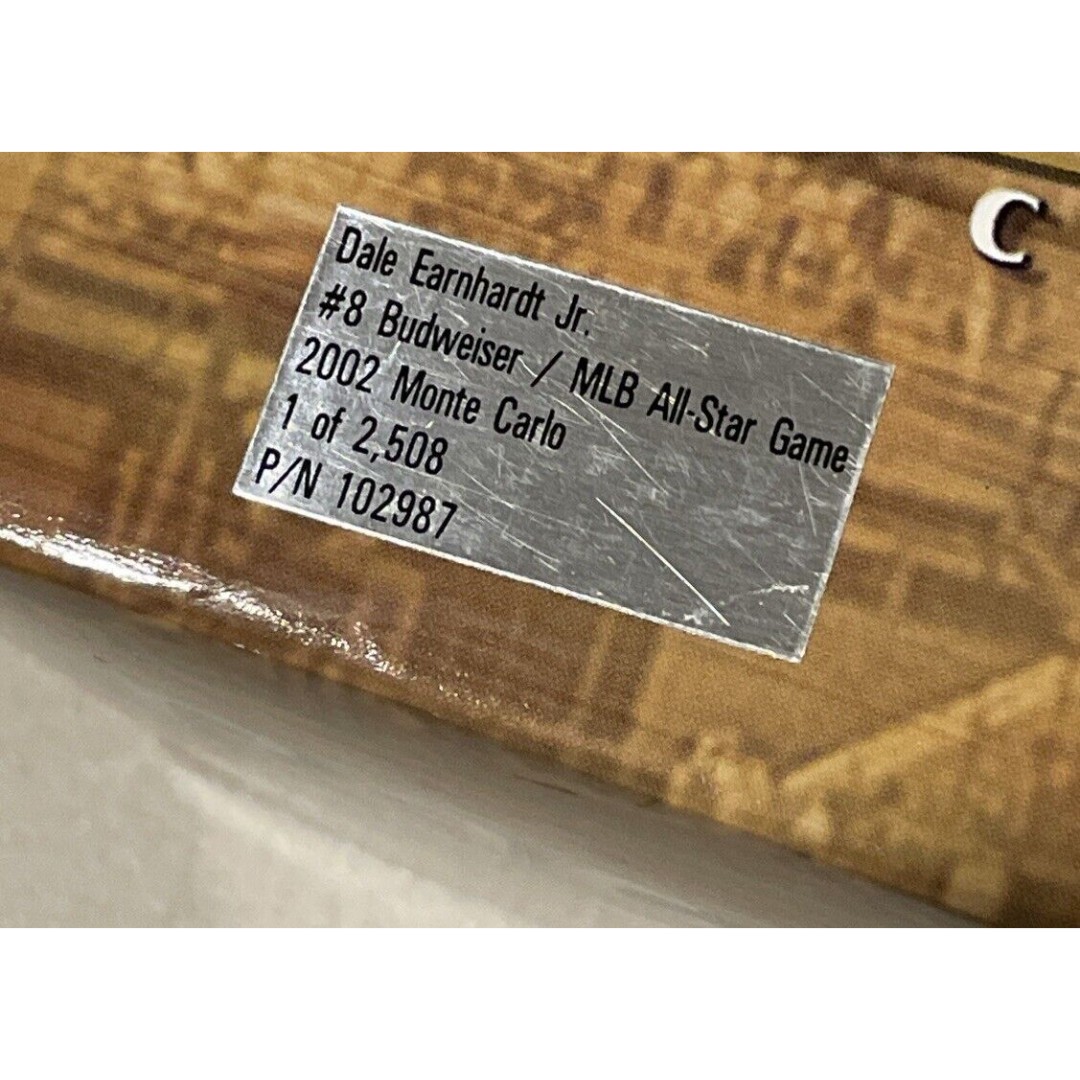 C
Dale Earnhardt Jr.
#8 Budweiser / MLB All-Star Game
2002 Monte Carlo
1 of 2,508
P/N 102987